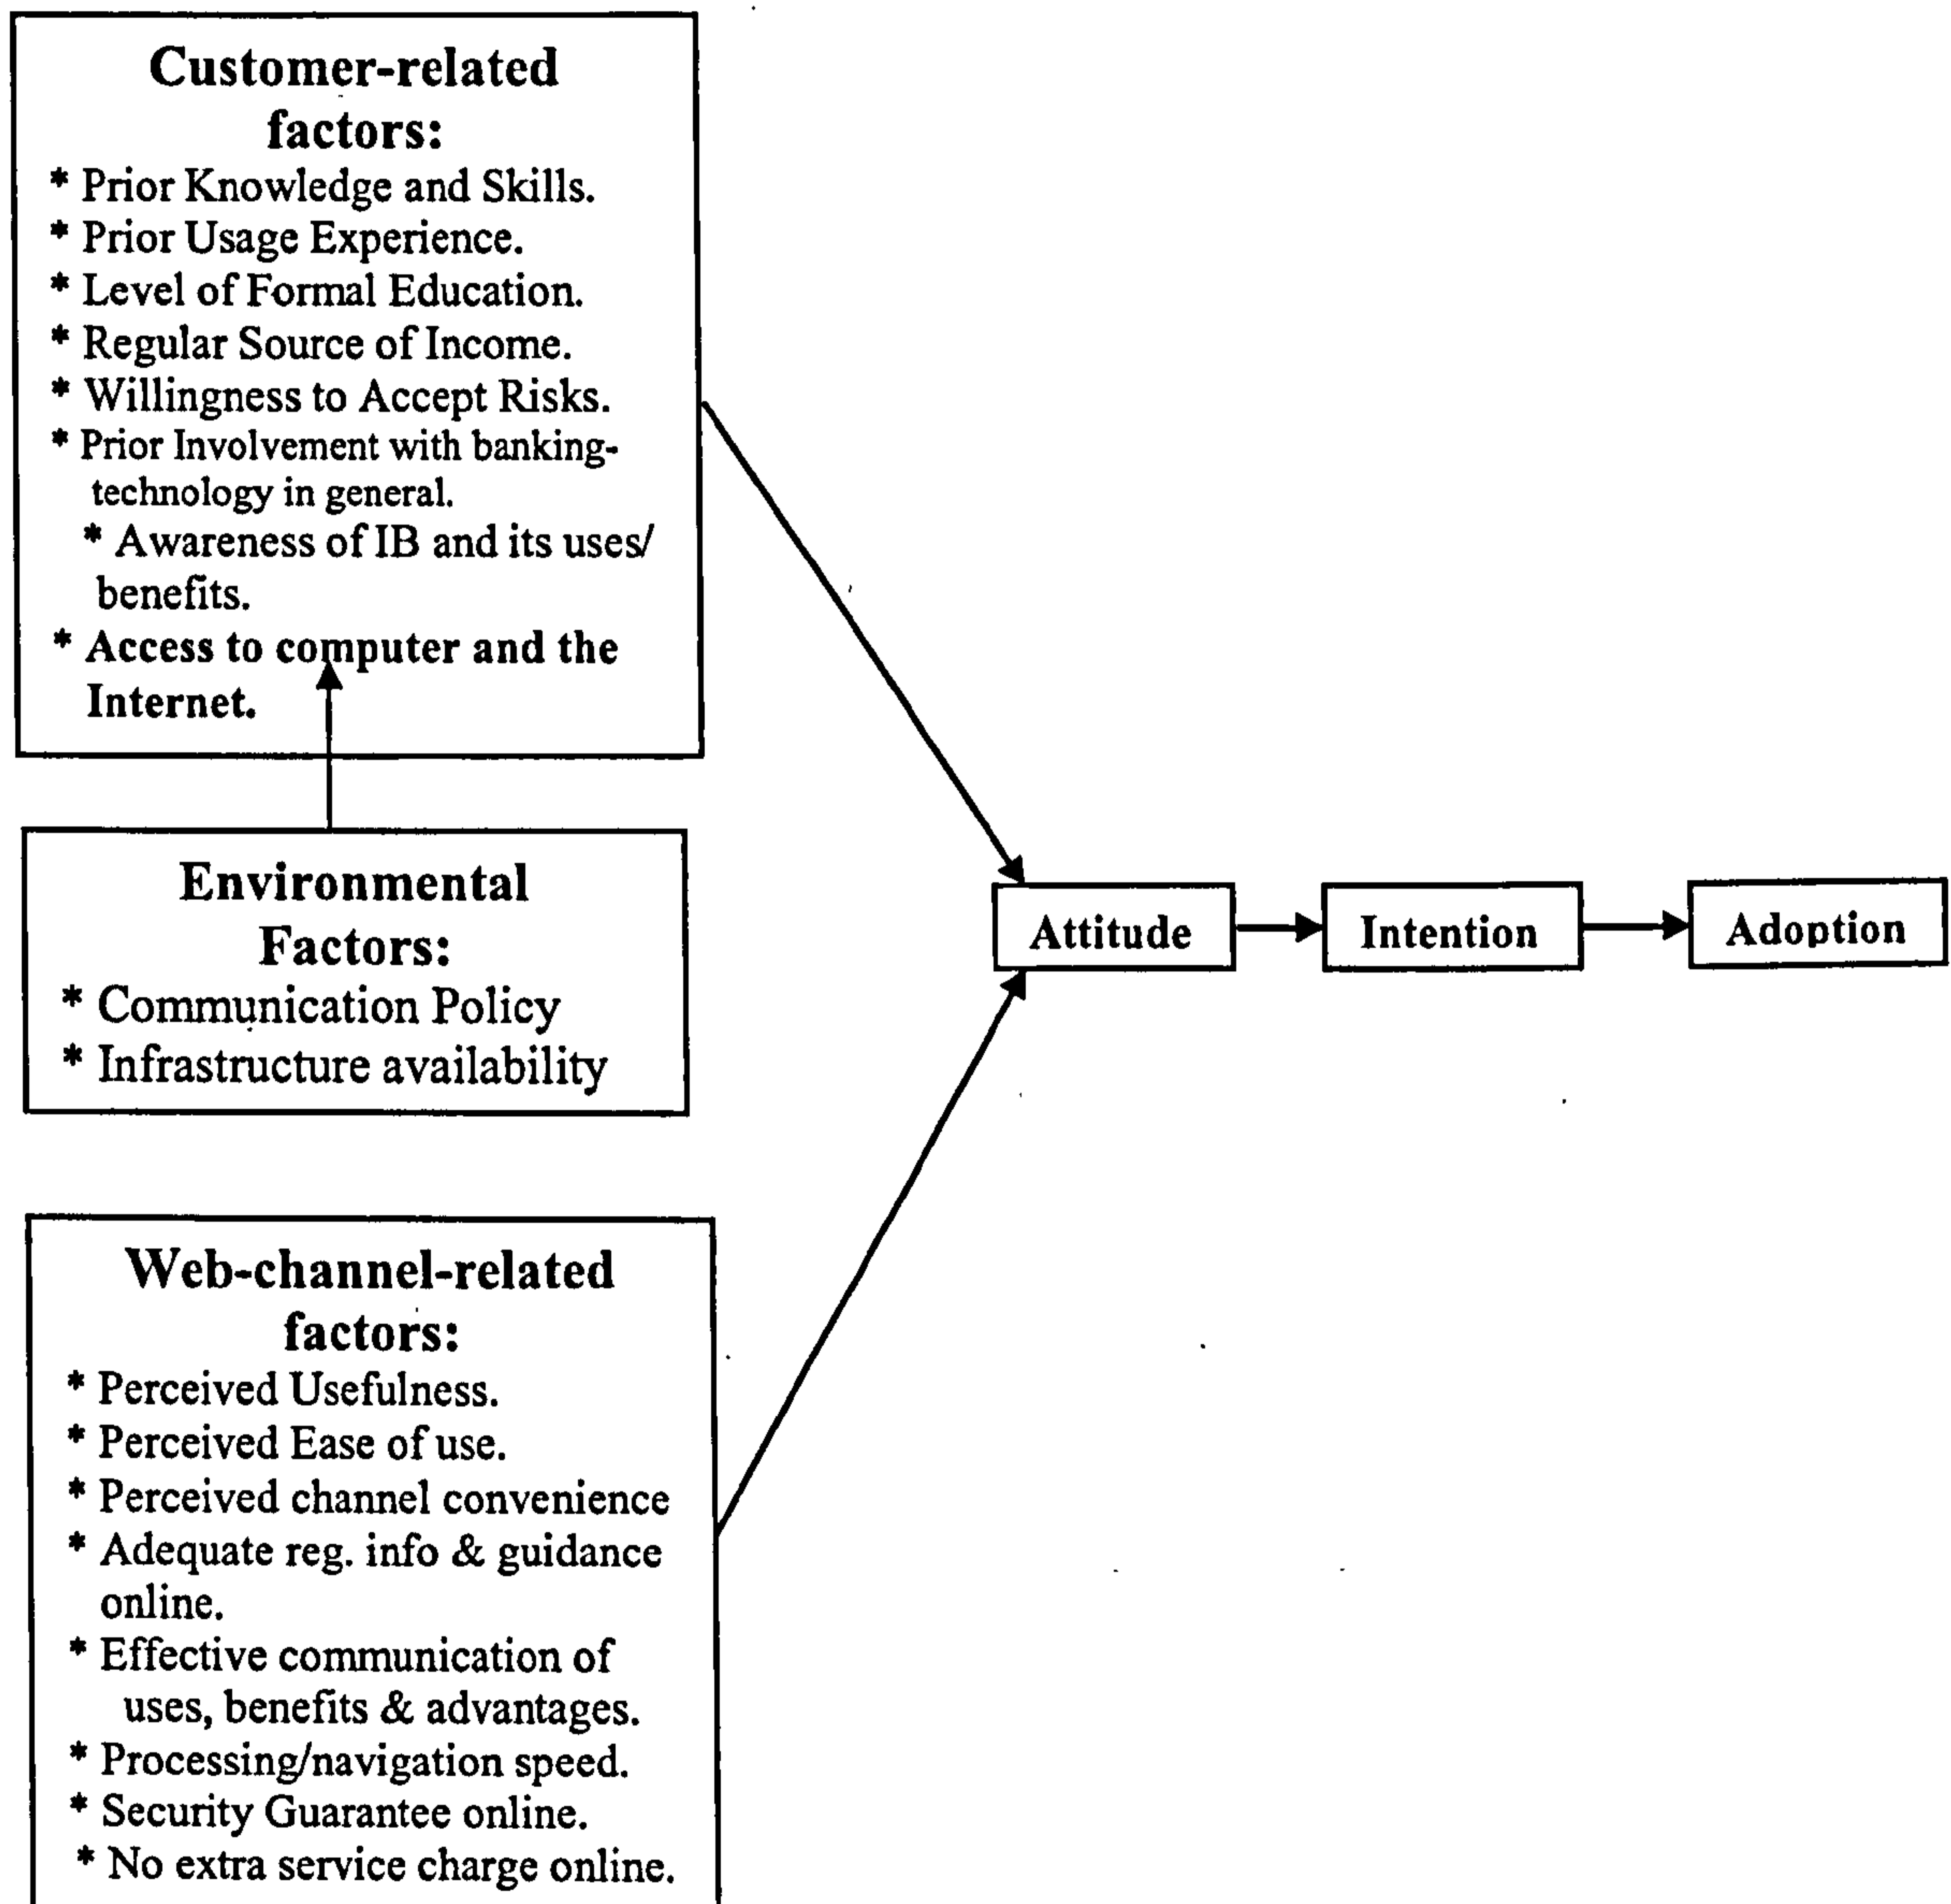 Customer-related
factors:
* Prior Knowledge and Skills.
* Prior Usage Experience.
* Level of Formal Education.
* Regular Source of Income.
* Willingness to Accept Risks.
* Prior Involvement with banking-
technology in general.
* Awareness of IB and its uses/
benefits.
* Access to computer and the
Internet.
Environmental
Factors:
* Communication Policy
* Infrastructure availability
Attitude
Intention
Adoption
Web-channel-related
factors:
* Perceived Usefulness.
* Perceived Ease of use.
* Perceived channel convenience
* Adequate reg. info & guidance
online.
* Effective communication of
uses, benefits & advantages.
* Processing/navigation speed.
* Security Guarantee online.
* No extra service charge online.